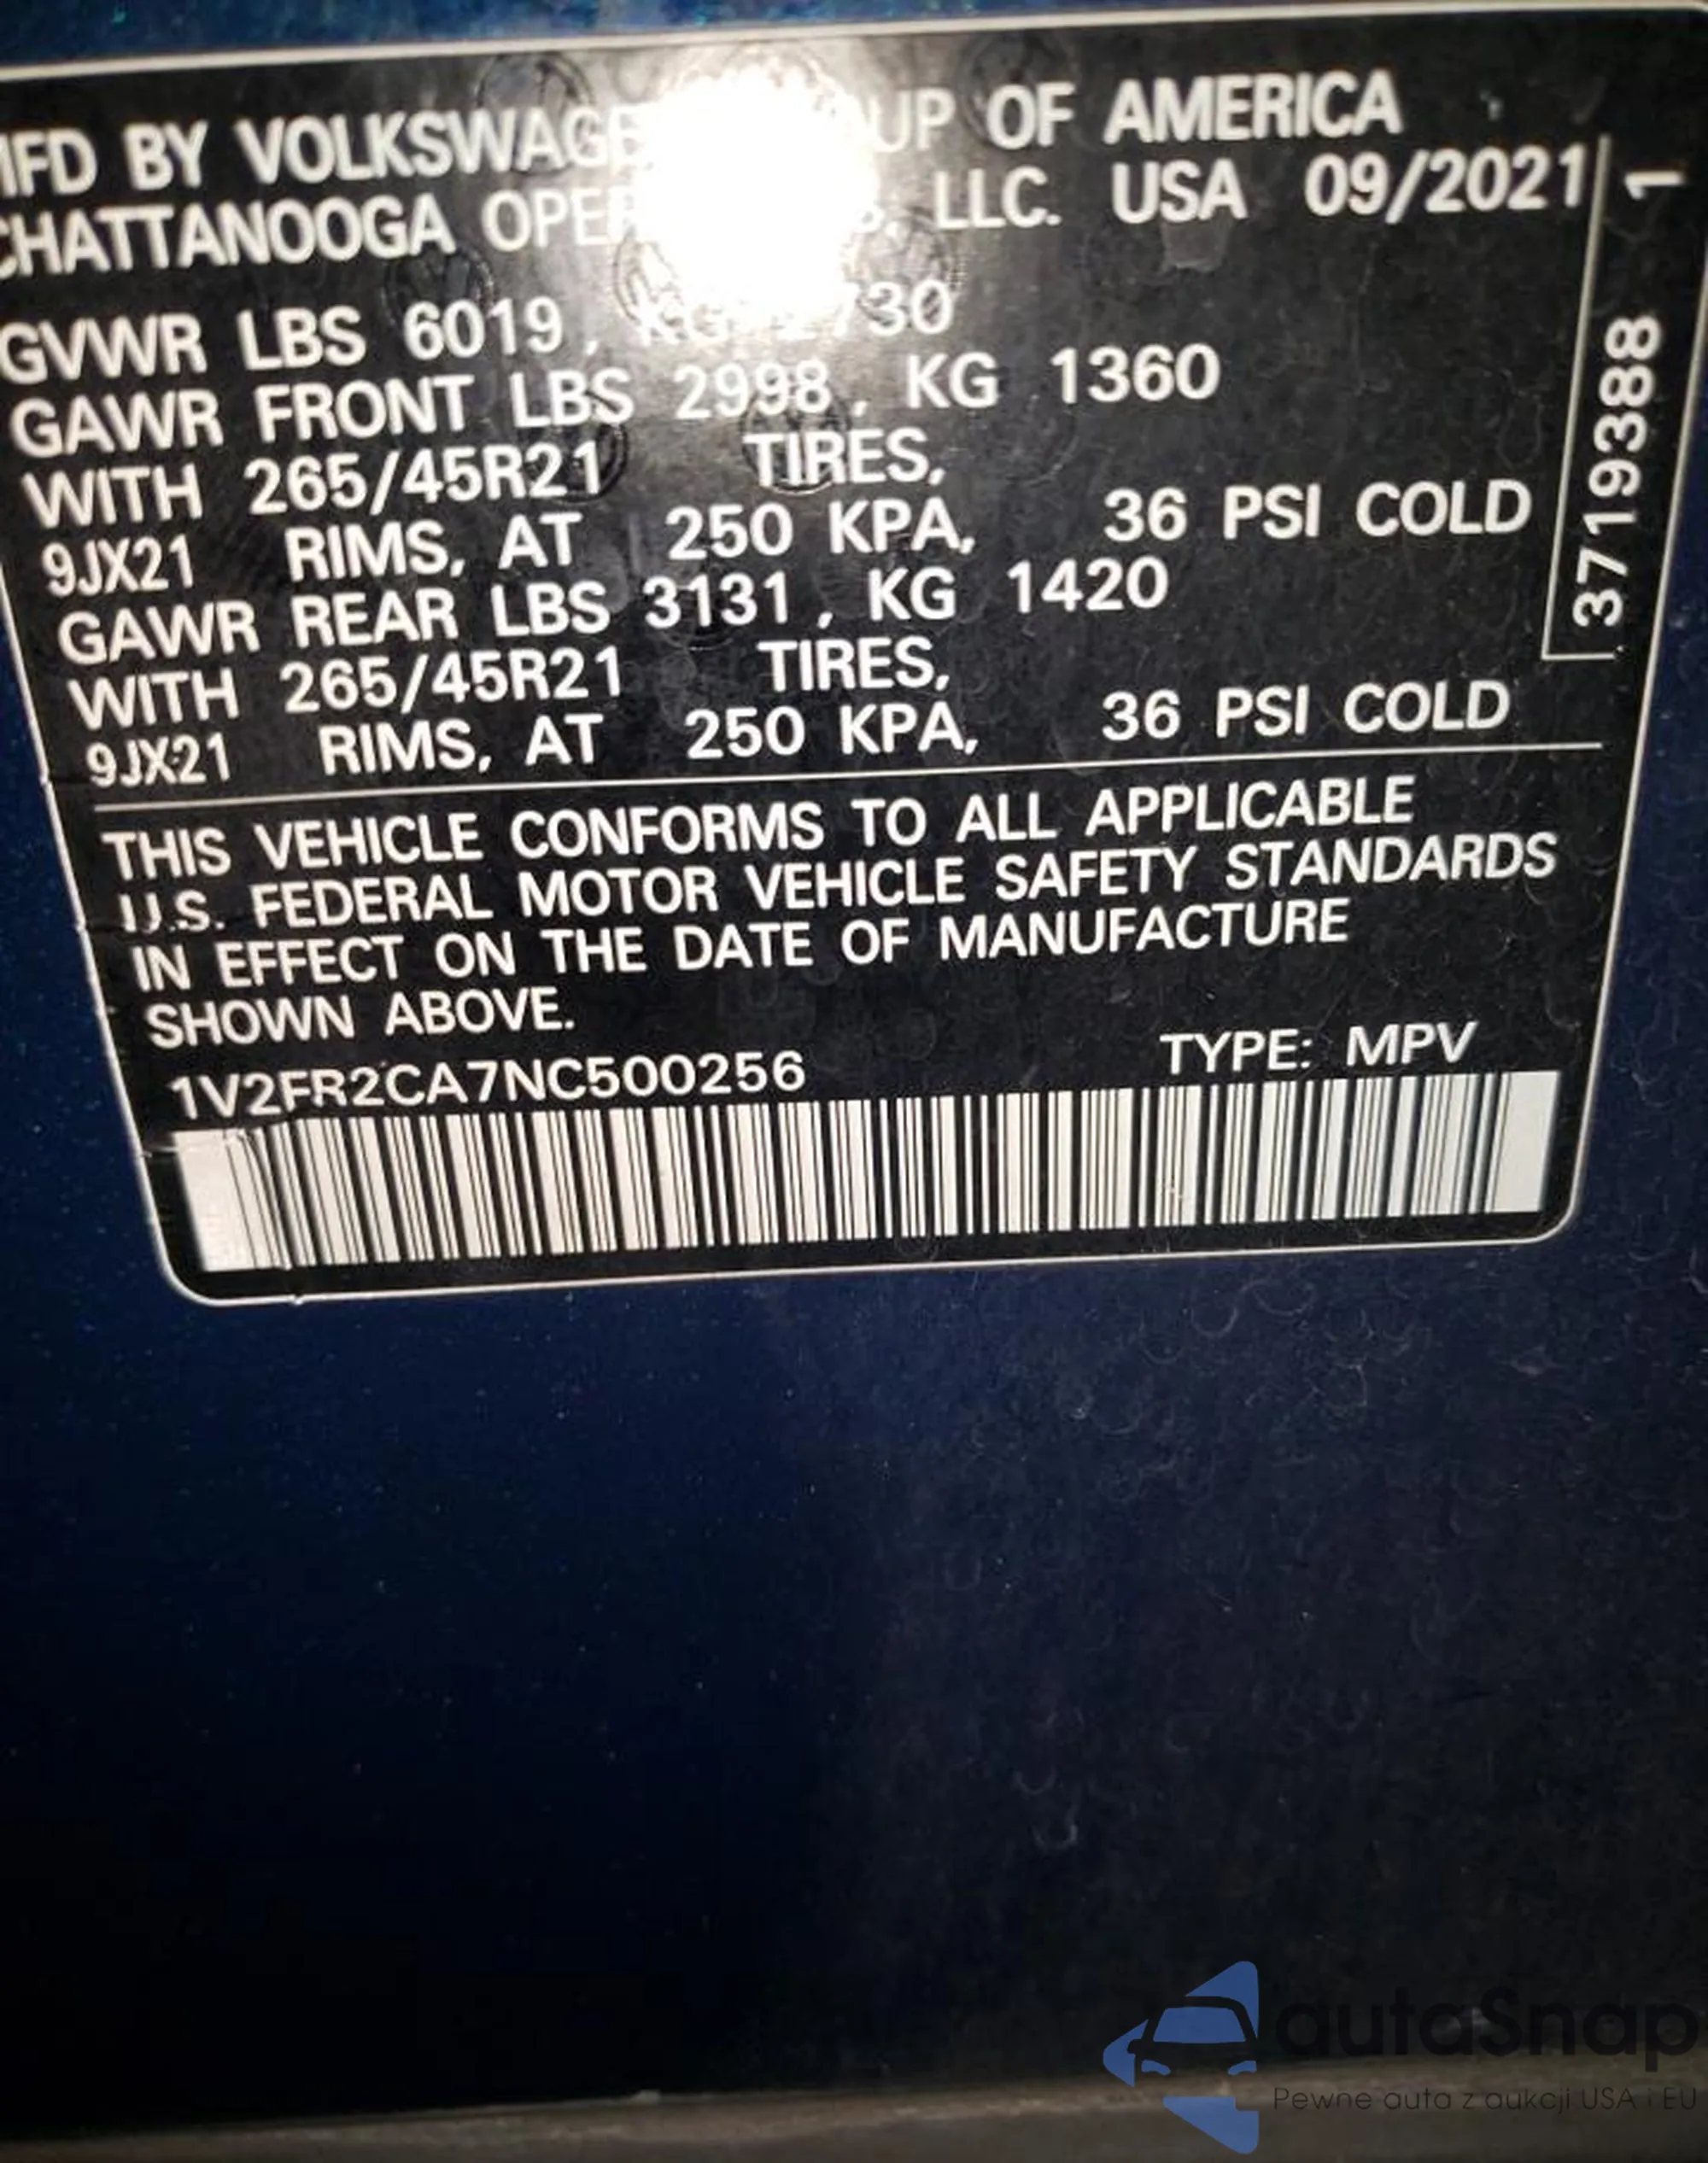 MFD BY VOLKSWAGE UP OF AMERICA
CHATTANOOGA OPER S, LLC. USA 09/2021
GVWR LBS 6019, KG 2730
GAWR FRONT LBS 2998, KG 1360
WITH 265/45R21 TIRES,
9JX21 RIMS, AT 250 KPA, 36 PSI COLD
GAWR REAR LBS 3131, KG 1420
WITH 265/45R21 TIRES,
9JX21 RIMS, AT 250 KPA, 36 PSI COLD
3719388 1
THIS VEHICLE CONFORMS TO ALL APPLICABLE
U.S. FEDERAL MOTOR VEHICLE SAFETY STANDARDS
IN EFFECT ON THE DATE OF MANUFACTURE
SHOWN ABOVE.
1V2FR2CA7NC500256 TYPE: MPV
autaSnap
Pewne auta z aukcji USA i EU